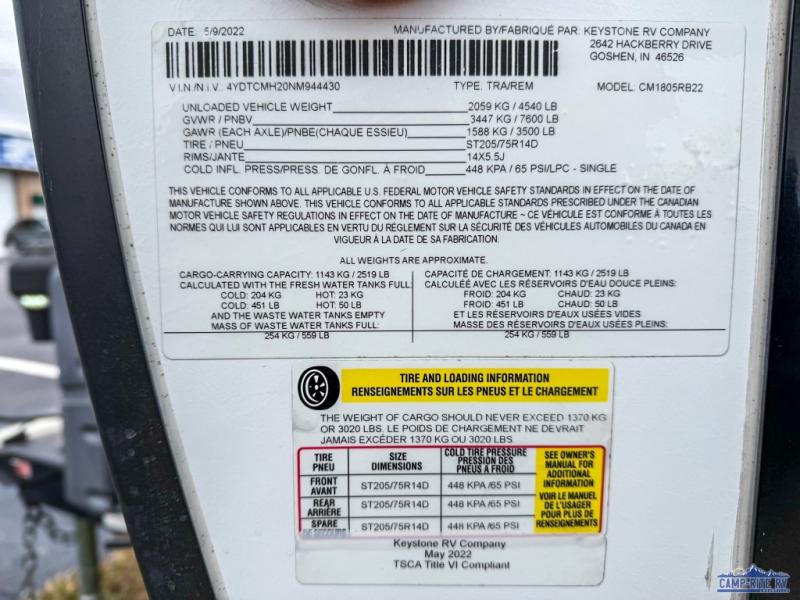 DATE: 5/9/2022
MANUFACTURED BY/FABRIQUÉ PAR: KEYSTONE RV COMPANY
2642 HACKBERRY DRIVE
GOSHEN, IN 46526
V.I.N./N.I.V.: 4YDTCMH20NM944430 TYPE: TRA/REM MODEL: CM1805RB22
UNLOADED VEHICLE WEIGHT 2059 KG / 4540 LB
GVWR / PNBV 3447 KG / 7600 LB
GAWR (EACH AXLE)/PNBE(CHAQUE ESSIEU) 1588 KG / 3500 LB
TIRE / PNEU ST205/75R14D
RIMS/JANTE 14X5.5J
COLD INFL. PRESS/PRESS. DE GONFL. À FROID 448 KPA / 65 PSI/LPC - SINGLE
THIS VEHICLE CONFORMS TO ALL APPLICABLE U.S. FEDERAL MOTOR VEHICLE SAFETY STANDARDS IN EFFECT ON THE DATE OF
MANUFACTURE SHOWN ABOVE. THIS VEHICLE CONFORMS TO ALL APPLICABLE STANDARDS PRESCRIBED UNDER THE CANADIAN
MOTOR VEHICLE SAFETY REGULATIONS IN EFFECT ON THE DATE OF MANUFACTURE ~ CE VÉHICULE EST CONFORME À TOUTES LES
NORMES QUI LUI SONT APPLICABLES EN VERTU DU RÈGLEMENT SUR LA SÉCURITÉ DES VÉHICULES AUTOMOBILES DU CANADA EN
VIGUEUR À LA DATE DE SA FABRICATION.
ALL WEIGHTS ARE APPROXIMATE.
CARGO-CARRYING CAPACITY: 1143 KG / 2519 LB
CALCULATED WITH THE FRESH WATER TANKS FULL:
COLD: 204 KG HOT: 23 KG
COLD: 451 LB HOT: 50 LB
AND THE WASTE WATER TANKS EMPTY
MASS OF WASTE WATER TANKS FULL:
254 KG / 559 LB
CAPACITÉ DE CHARGEMENT: 1143 KG / 2519 LB
CALCULÉE AVEC LES RÉSERVOIRS D'EAU DOUCE PLEINS:
FROID: 204 KG CHAUD: 23 KG
FROID: 451 LB CHAUD: 50 LB
ET LES RÉSERVOIRS D'EAUX USÉES VIDES
MASSE DES RÉSERVOIRS D'EAUX USÉES PLEINS:
254 KG / 559 LB
TIRE AND LOADING INFORMATION
RENSEIGNEMENTS SUR LES PNEUS ET LE CHARGEMENT
THE WEIGHT OF CARGO SHOULD NEVER EXCEED 1370 KG
OR 3020 LBS. LE POIDS DE CHARGEMENT NE DEVRAIT
JAMAIS EXCÉDER 1370 KG OU 3020 LBS.
TIRE
PNEU
SIZE
DIMENSIONS
COLD TIRE PRESSURE
PRESSION DES
PNEUS A FROID
FRONT
AVANT
ST205/75R14D 448 KPA /65 PSI
REAR
ARRIÈRE
ST205/75R14D 448 KPA /65 PSI
SPARE
DE SECOURS
ST205/75R14D 448 KPA /65 PSI
SEE OWNER'S
MANUAL FOR
ADDITIONAL
INFORMATION
VOIR LE MANUEL
DE L'USAGER
POUR PLUS DE
RENSEIGNEMENTS
Keystone RV Company
May 2022
TSCA Title VI Compliant
CAMP-RITE RV